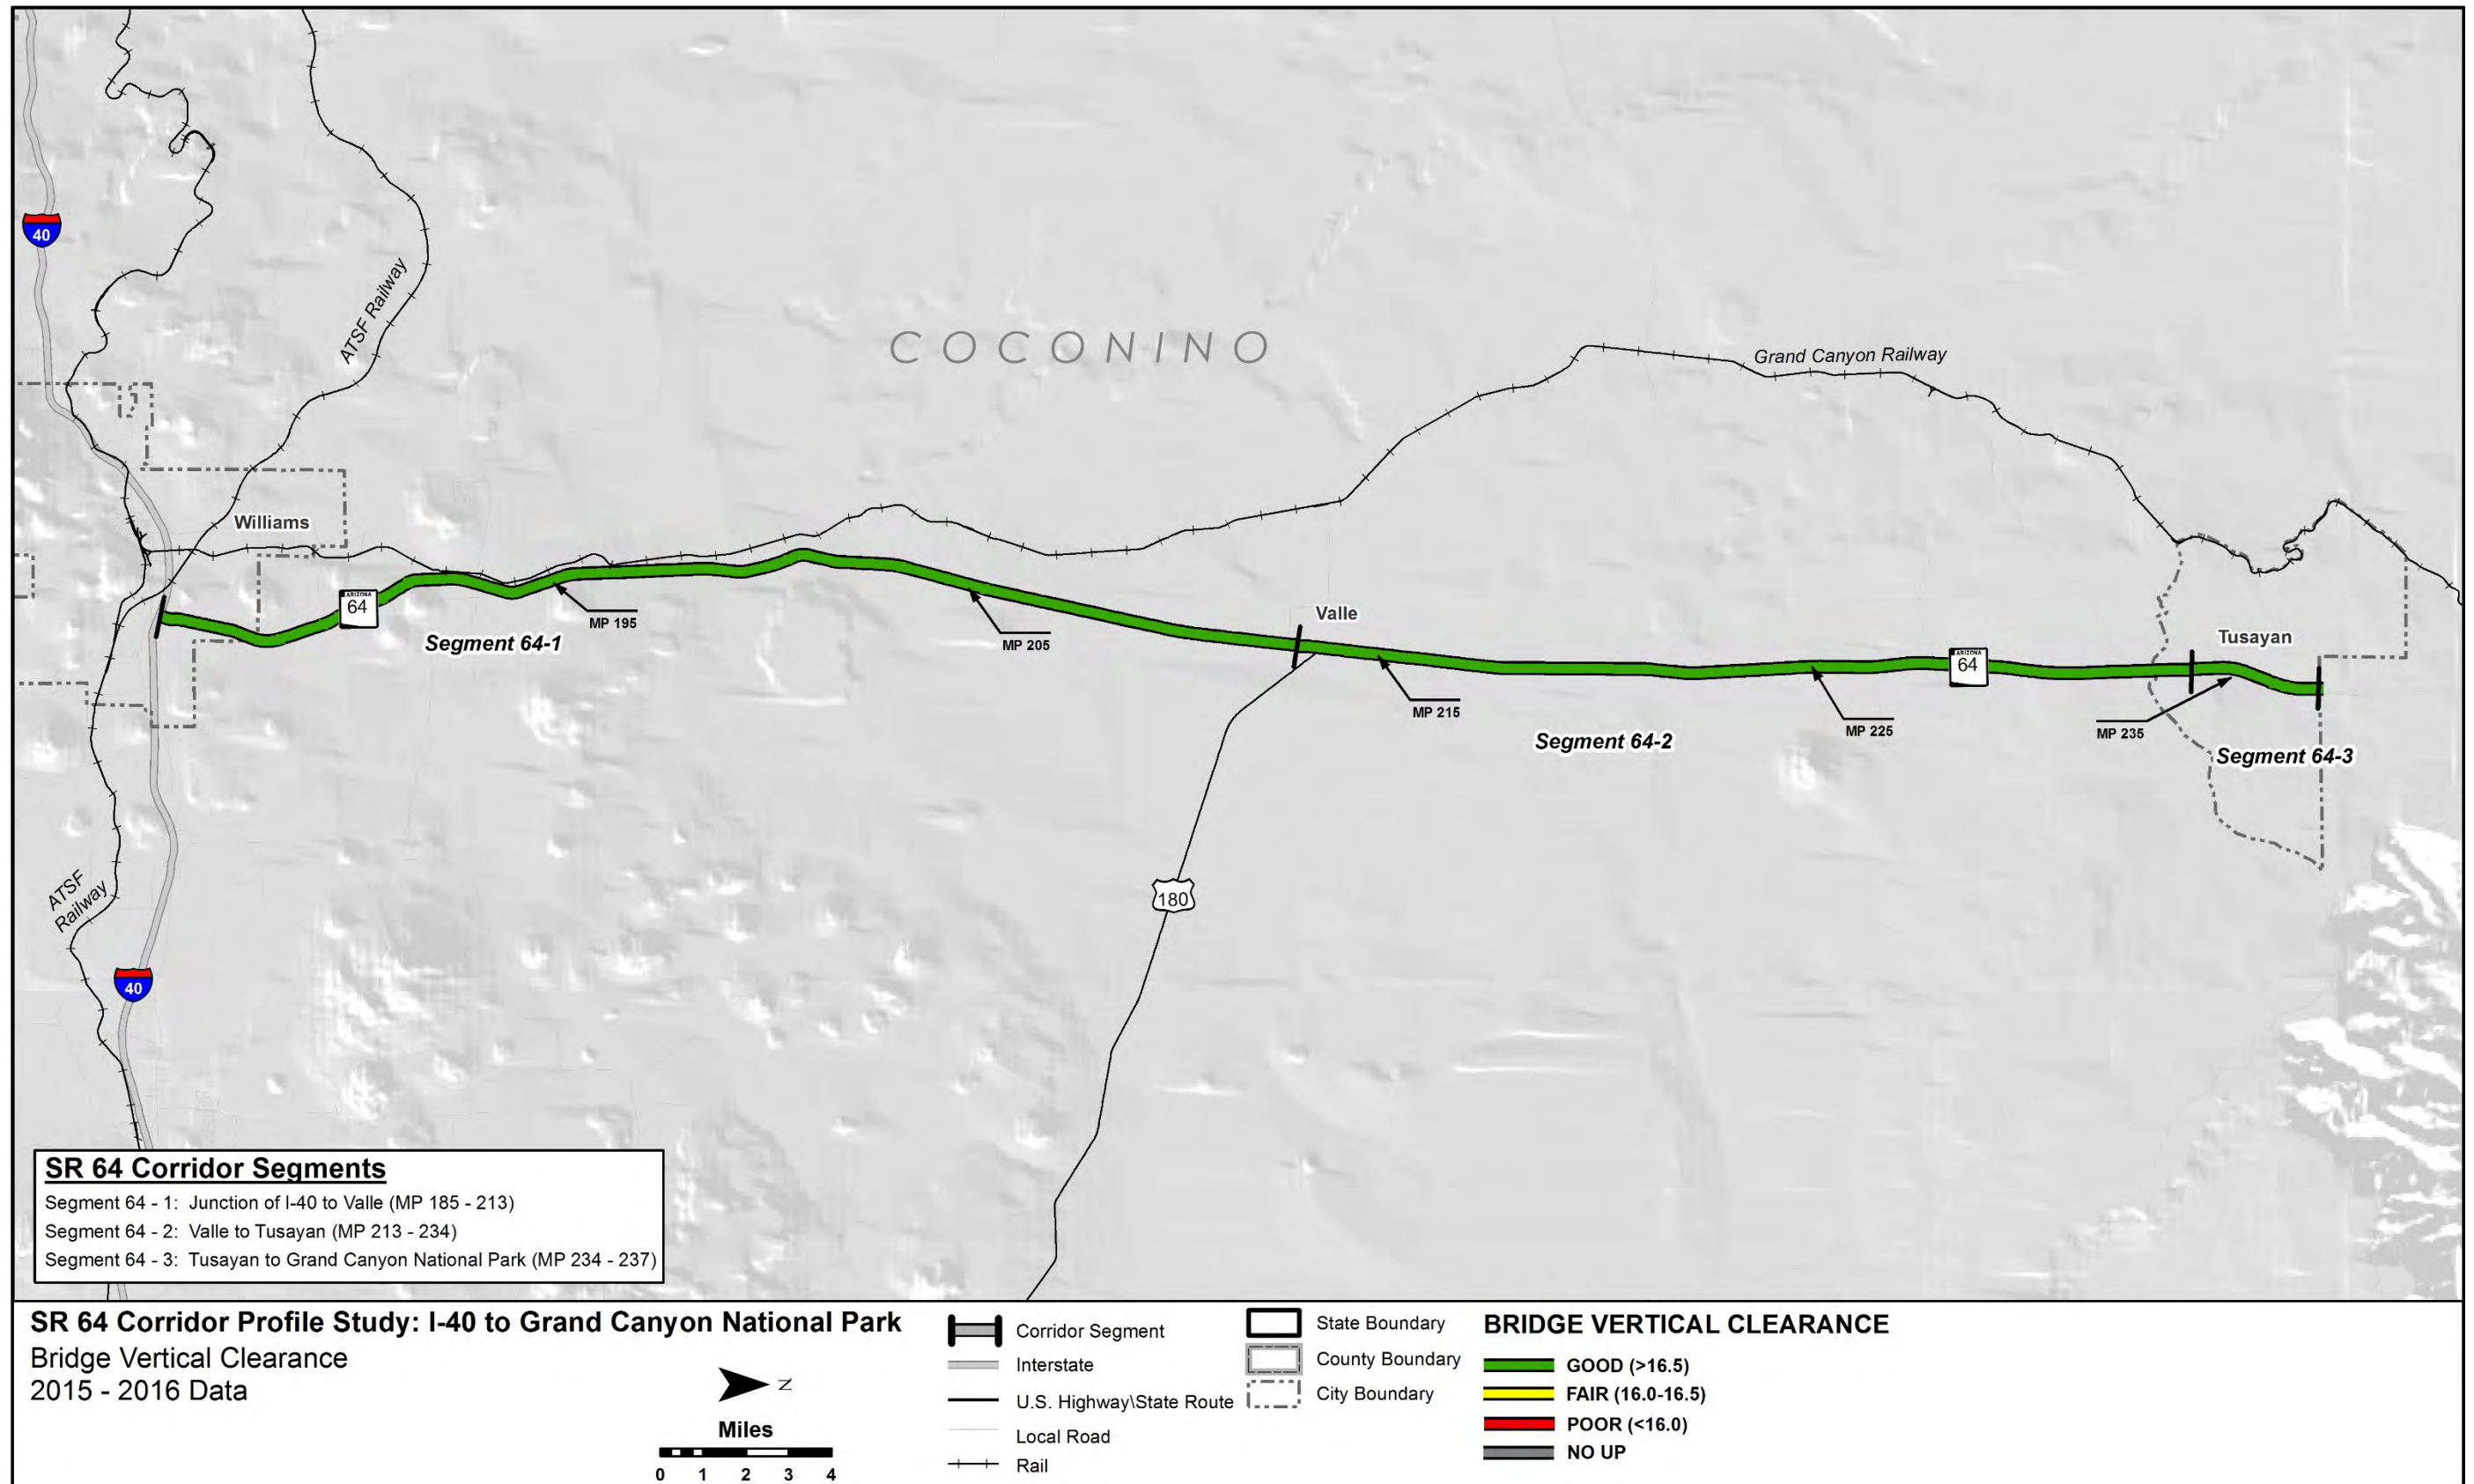 40
ATSF Railway
COCONINO
Grand Canyon Railway
Williams
ARIZONA
64
Segment 64-1
MP 195
MP 205
Valle
MP 215
Segment 64-2
MP 225
ARIZONA
64
Tusayan
MP 235
Segment 64-3
180
ATSF
Railway
40
SR 64 Corridor Segments
Segment 64 - 1: Junction of I-40 to Valle (MP 185 - 213)
Segment 64 - 2: Valle to Tusayan (MP 213 - 234)
Segment 64 - 3: Tusayan to Grand Canyon National Park (MP 234 - 237)
SR 64 Corridor Profile Study: I-40 to Grand Canyon National Park
Bridge Vertical Clearance
2015 - 2016 Data
N
Miles
0 1 2 3 4
Corridor Segment
Interstate
U.S. Highway\State Route
Local Road
Rail
State Boundary
County Boundary
City Boundary
BRIDGE VERTICAL CLEARANCE
GOOD (>16.5)
FAIR (16.0-16.5)
POOR (<16.0)
NO UP